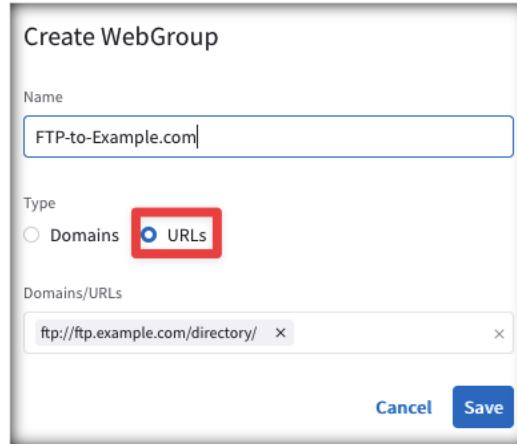 Create WebGroup
Name
FTP-to-Example.com
Type
Domains URLs
Domains/URLs
ftp://ftp.example.com/directory/ ×
×
Cancel Save